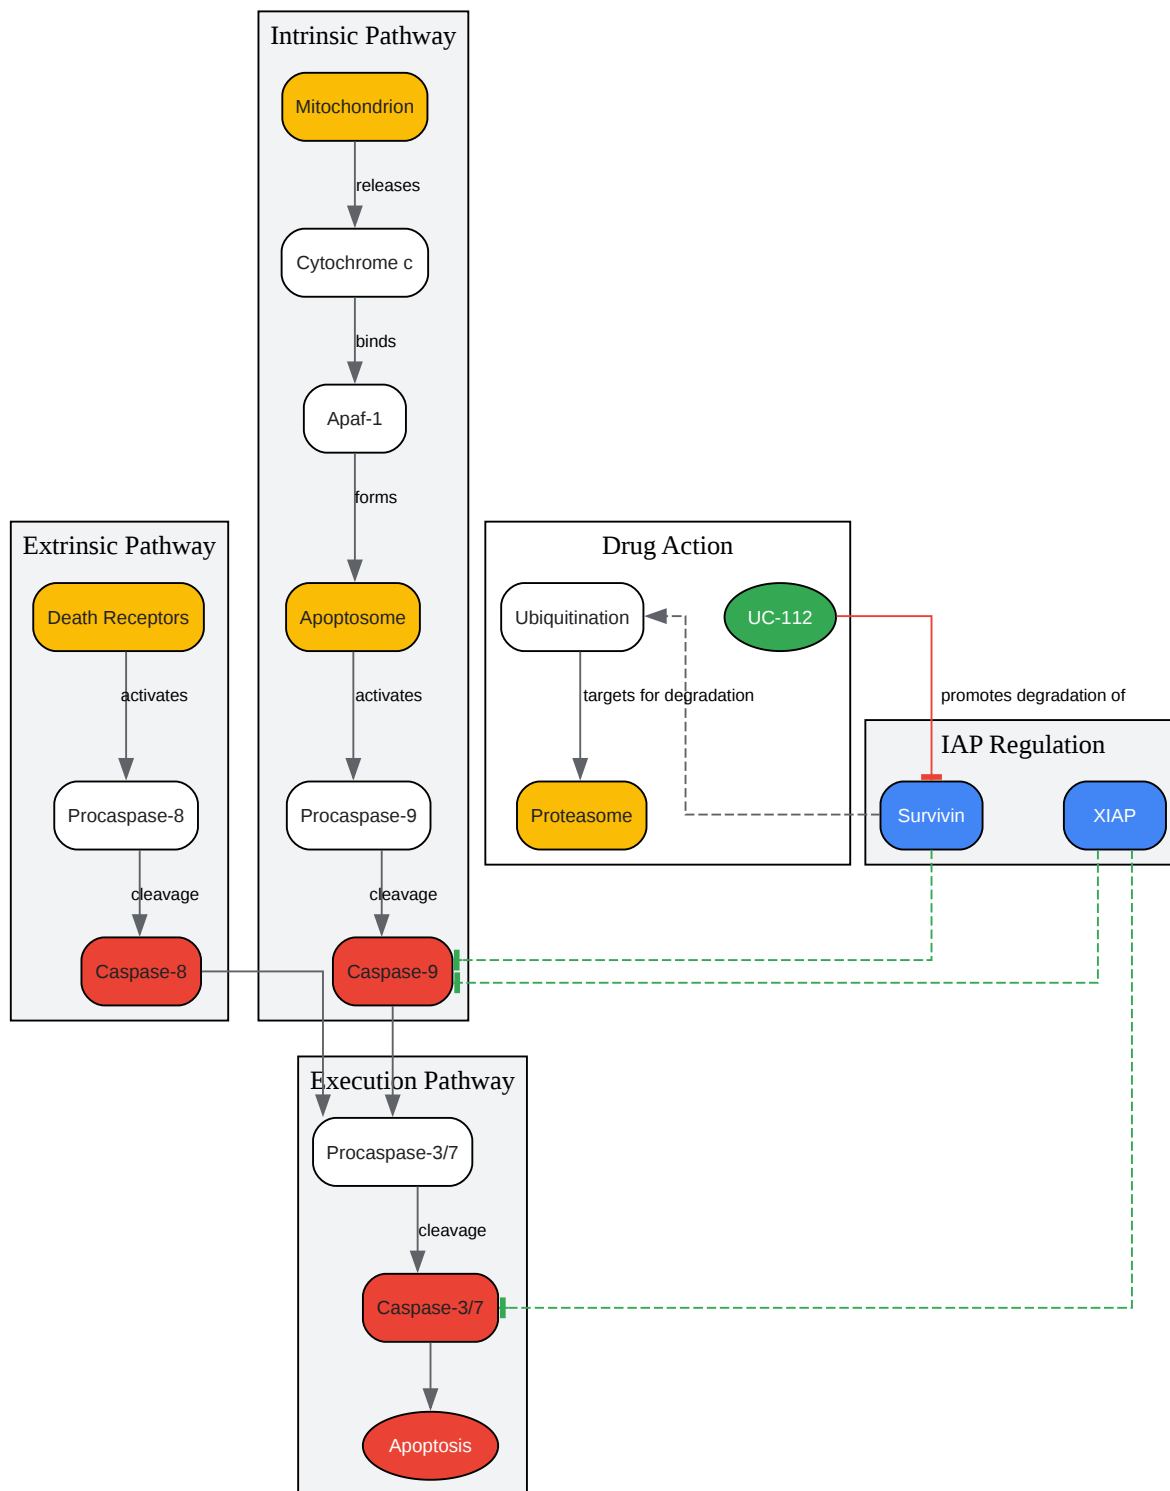 Intrinsic Pathway
Mitochondrion
releases
Cytochrome c
binds
Apaf-1
forms
Apoptosome
activates
Procaspase-9
cleavage
Caspase-9
Extrinsic Pathway
Death Receptors
activates
Procaspase-8
cleavage
Caspase-8
Drug Action
Ubiquitination
UC-112
targets for degradation
Proteasome
promotes degradation of
IAP Regulation
Survivin
XIAP
Execution Pathway
Procaspase-3/7
cleavage
Caspase-3/7
Apoptosis